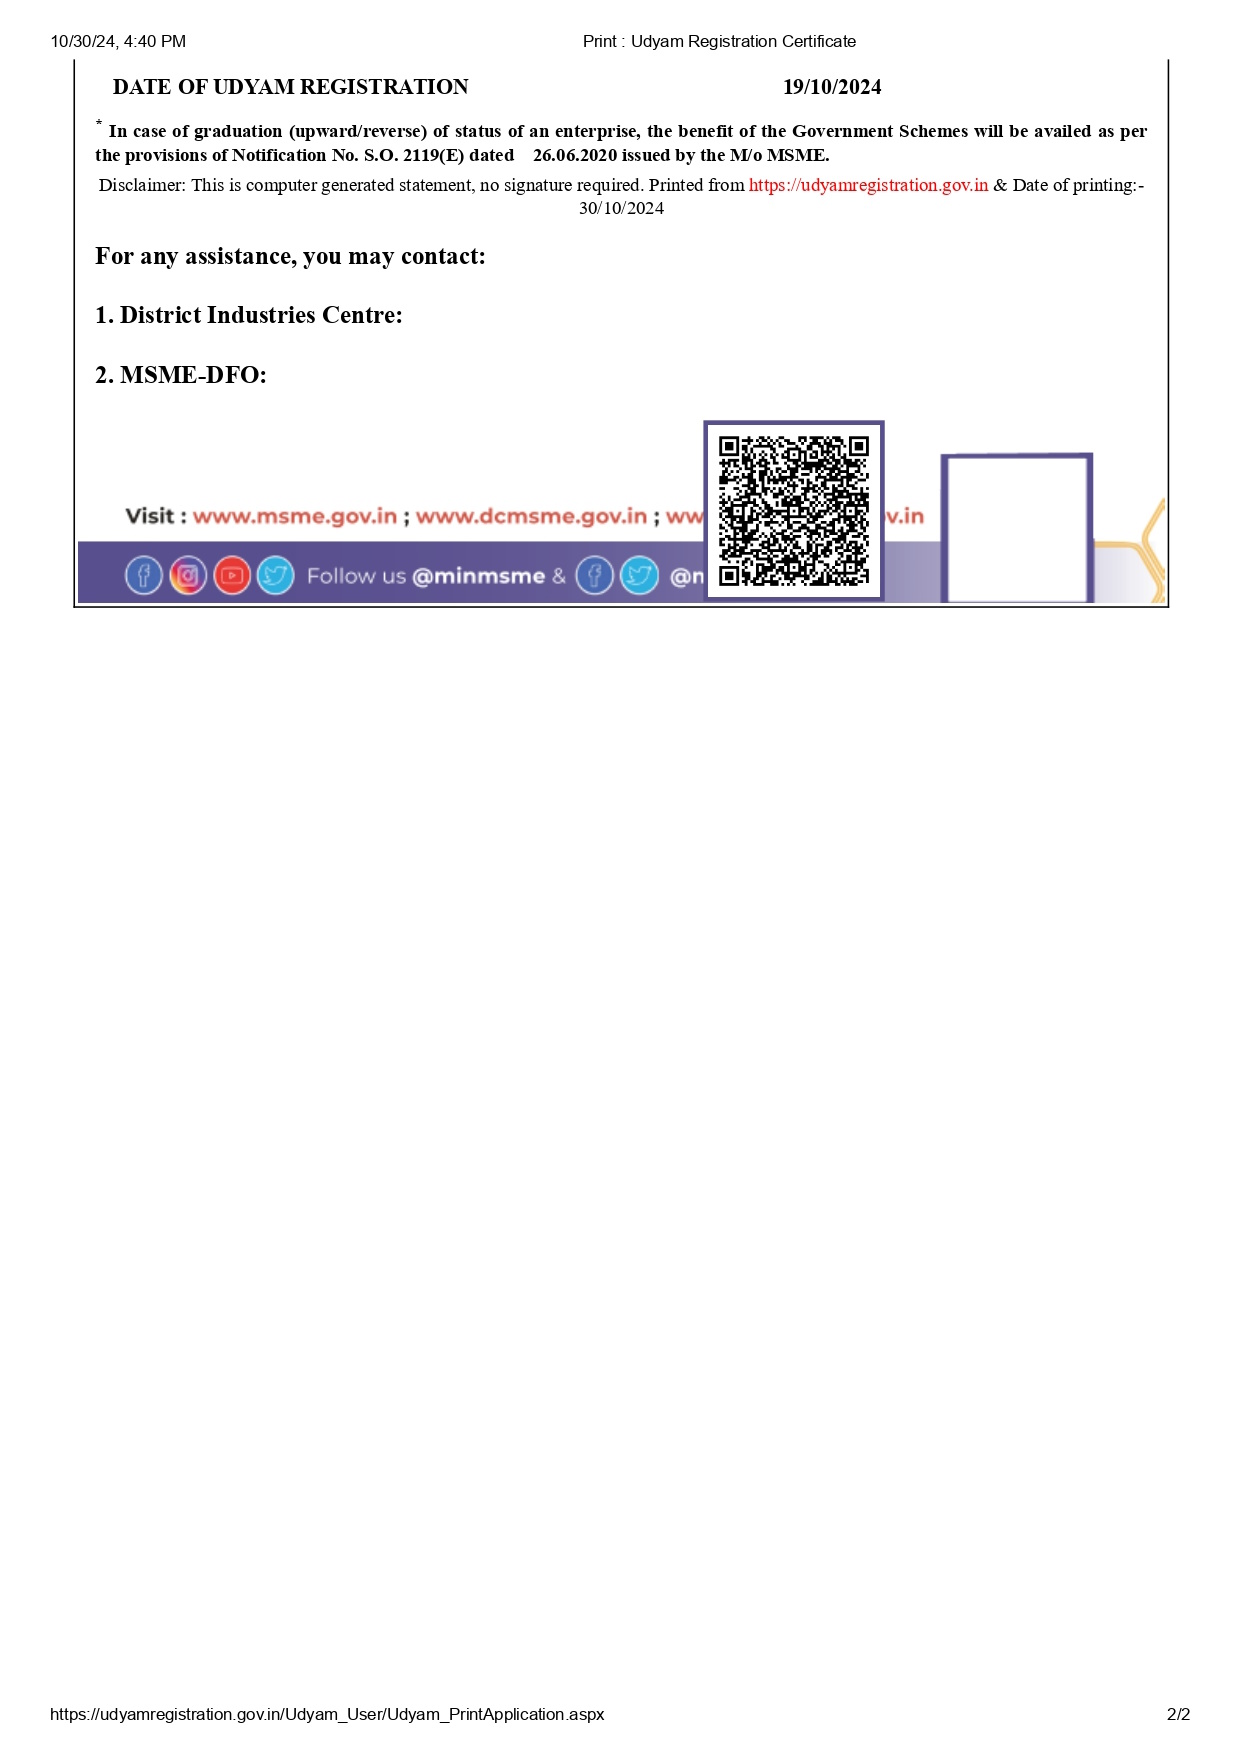 10/30/24, 4:40 PM Print : Udyam Registration Certificate
DATE OF UDYAM REGISTRATION 19/10/2024
* In case of graduation (upward/reverse) of status of an enterprise, the benefit of the Government Schemes will be availed as per
the provisions of Notification No. S.O. 2119(E) dated 26.06.2020 issued by the M/o MSME.
Disclaimer: This is computer generated statement, no signature required. Printed from https://udyamregistration.gov.in & Date of printing:-
30/10/2024
For any assistance, you may contact:
1. District Industries Centre:
2. MSME-DFO:
Visit : www.msme.gov.in ; www.dcmsme.gov.in ; ww v.in
Follow us @minmsme & @
https://udyamregistration.gov.in/Udyam_User/Udyam_PrintApplication.aspx 2/2